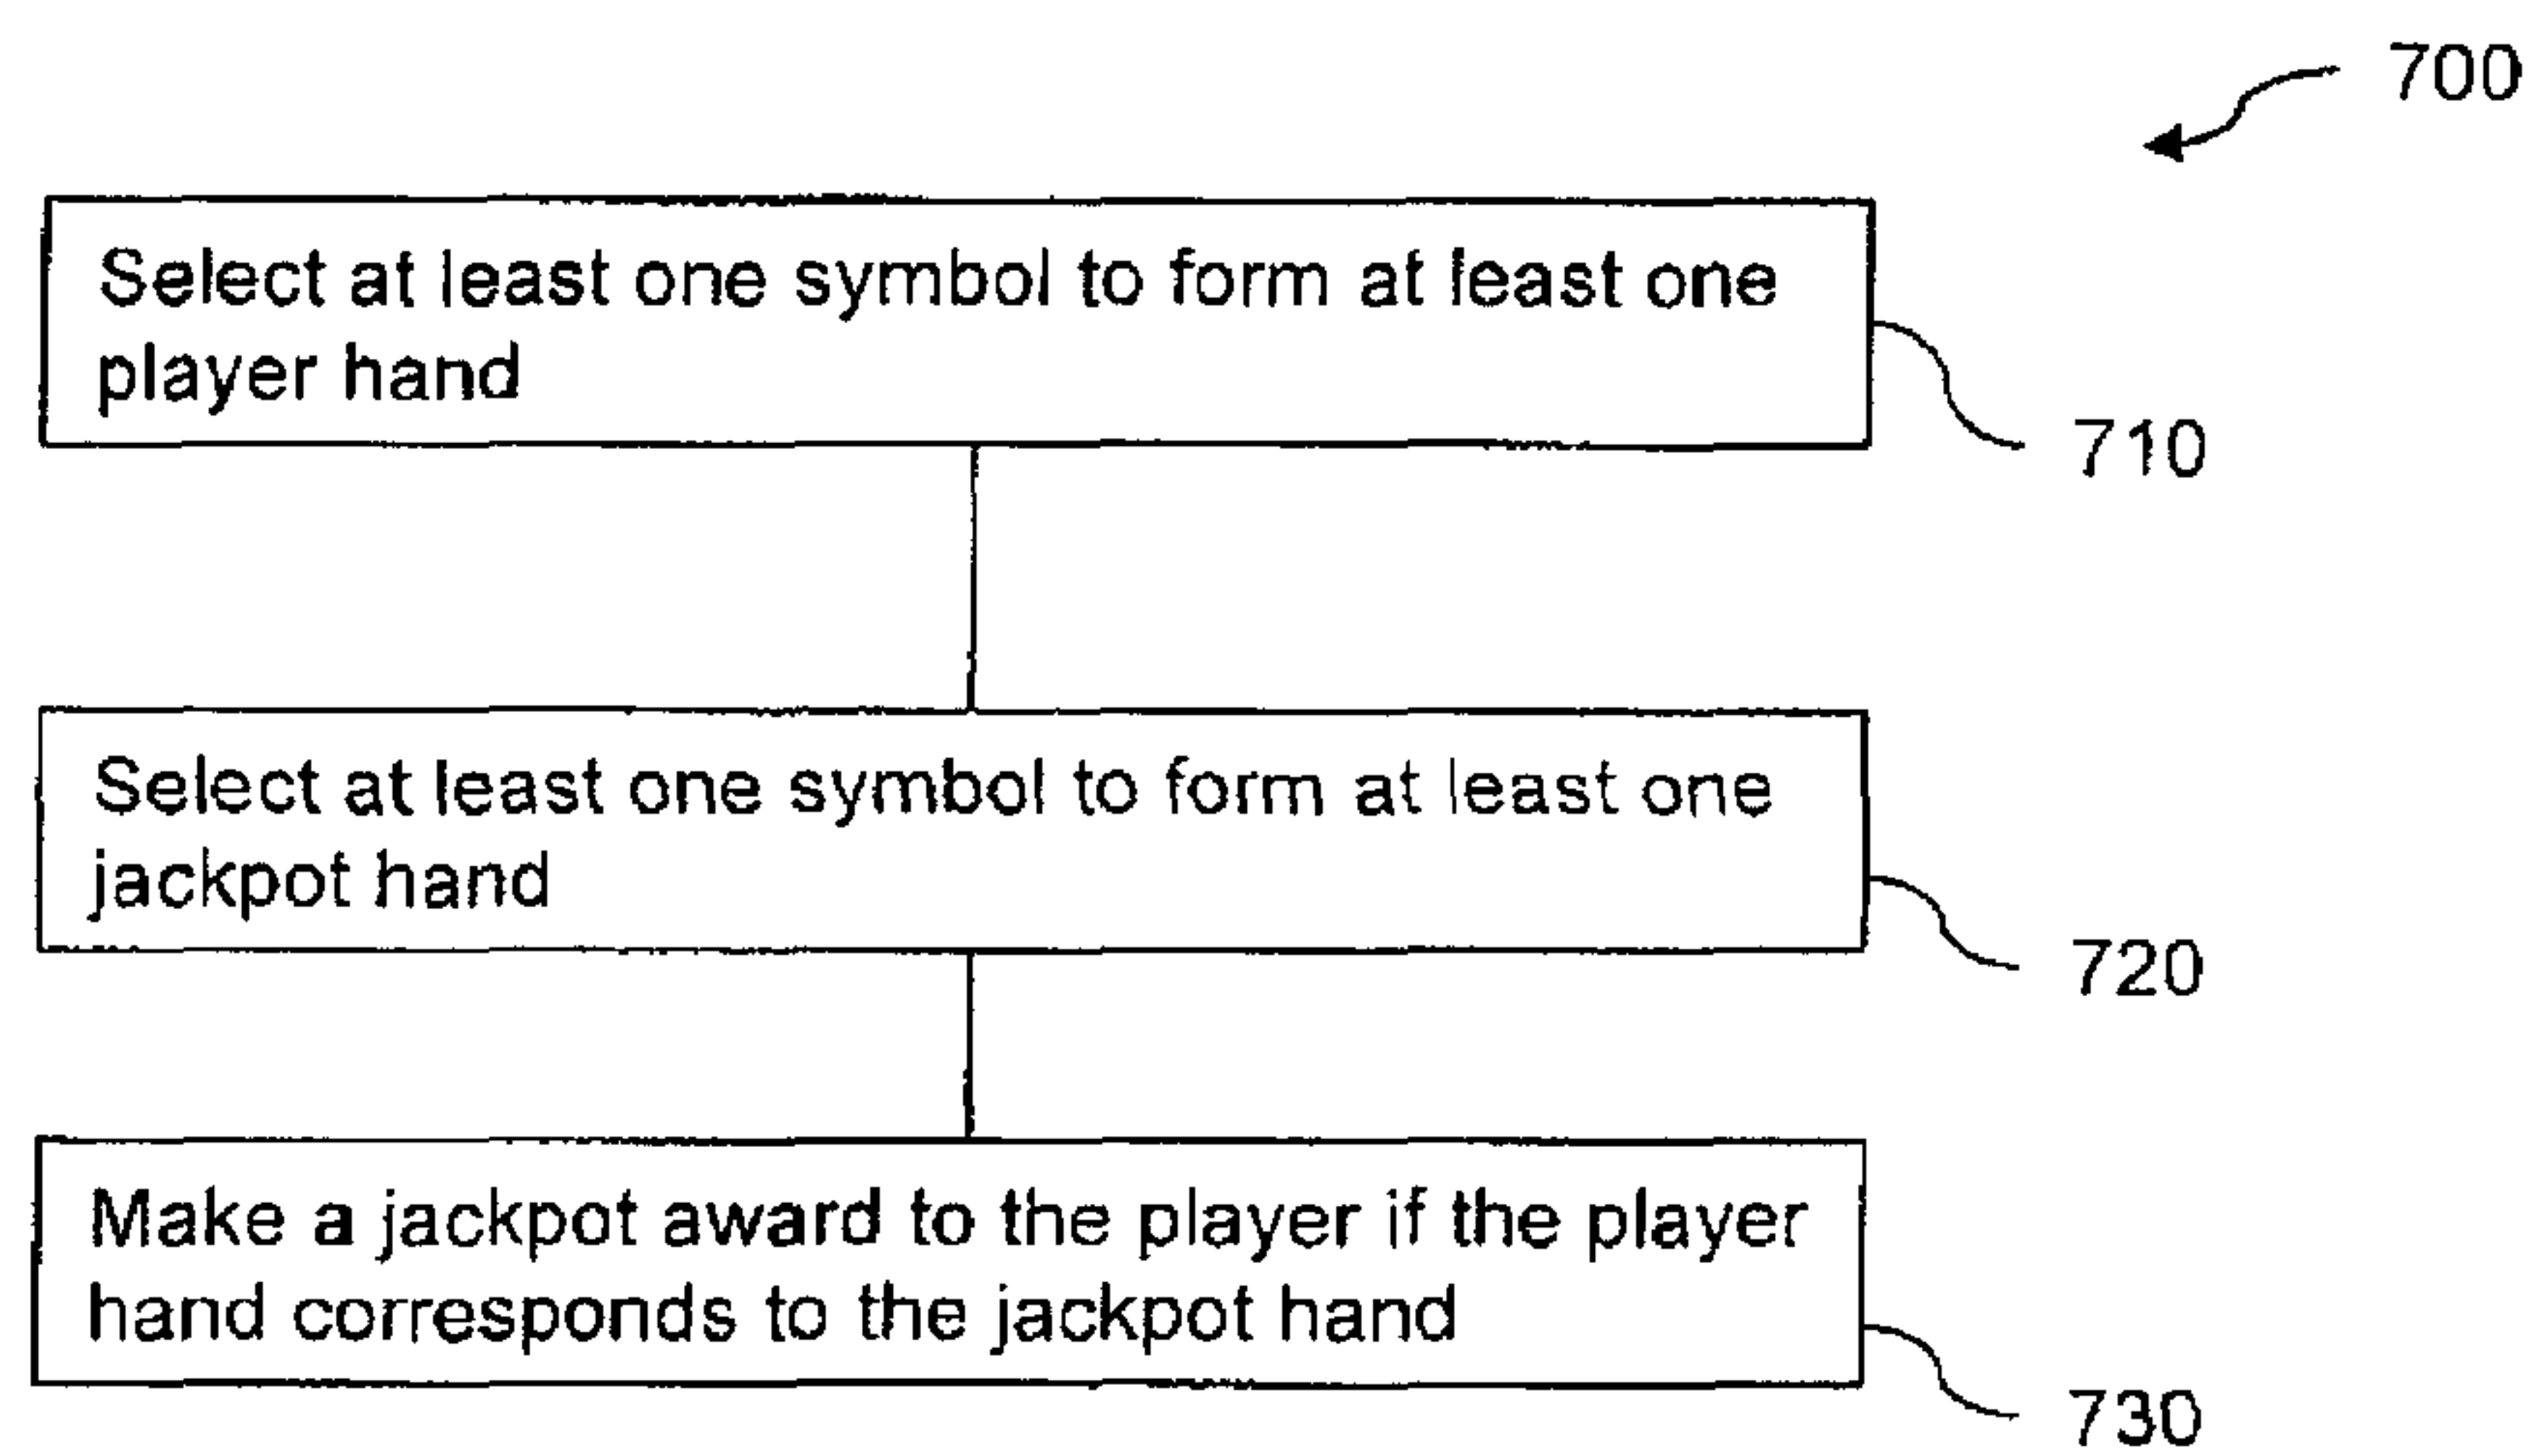 700
Select at least one symbol to form at least one
player hand
710
Select at least one symbol to form at least one
jackpot hand
720
Make a jackpot award to the player if the player
hand corresponds to the jackpot hand
730